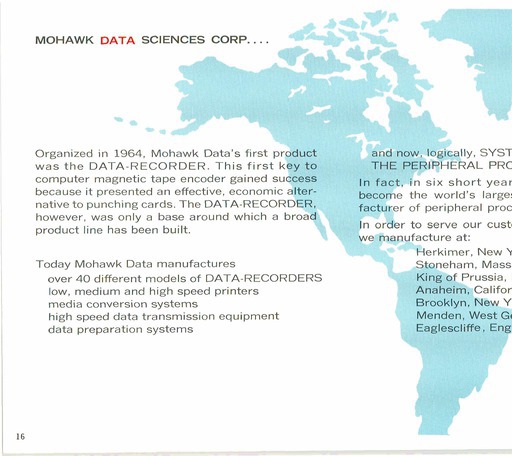 MOHAWK DATA SCIENCES CORP....
Organized in 1964, Mohawk Data's first product
was the DATA-RECORDER. This first key to
computer magnetic tape encoder gained success
because it presented an effective, economic alter-
native to punching cards. The DATA-RECORDER,
however, was only a base around which a broad
product line has been built.
Today Mohawk Data manufactures
over 40 different models of DATA-RECORDERS
low, medium and high speed printers
media conversion systems
high speed data transmission equipment
data preparation systems
and now, logically, SYST
THE PERIPHERAL PRO
In fact, in six short year
become the world's larges
facturer of peripheral proc
In order to serve our custo
we manufacture at:
Herkimer, New Y
Stoneham, Mass
King of Prussia,
Anaheim, Califor
Brooklyn, New Y
Menden, West Ge
Eaglescliffe, Eng
16